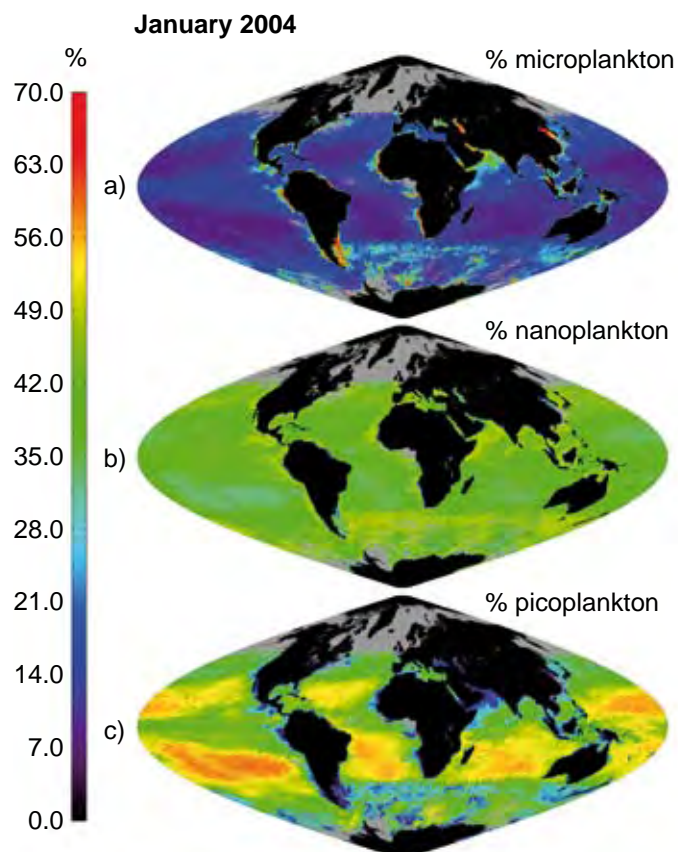 January 2004
%
70.0
63.0
56.0
49.0
42.0
35.0
28.0
21.0
14.0
7.0
0.0
% microplankton
a)
% nanoplankton
b)
% picoplankton
c)